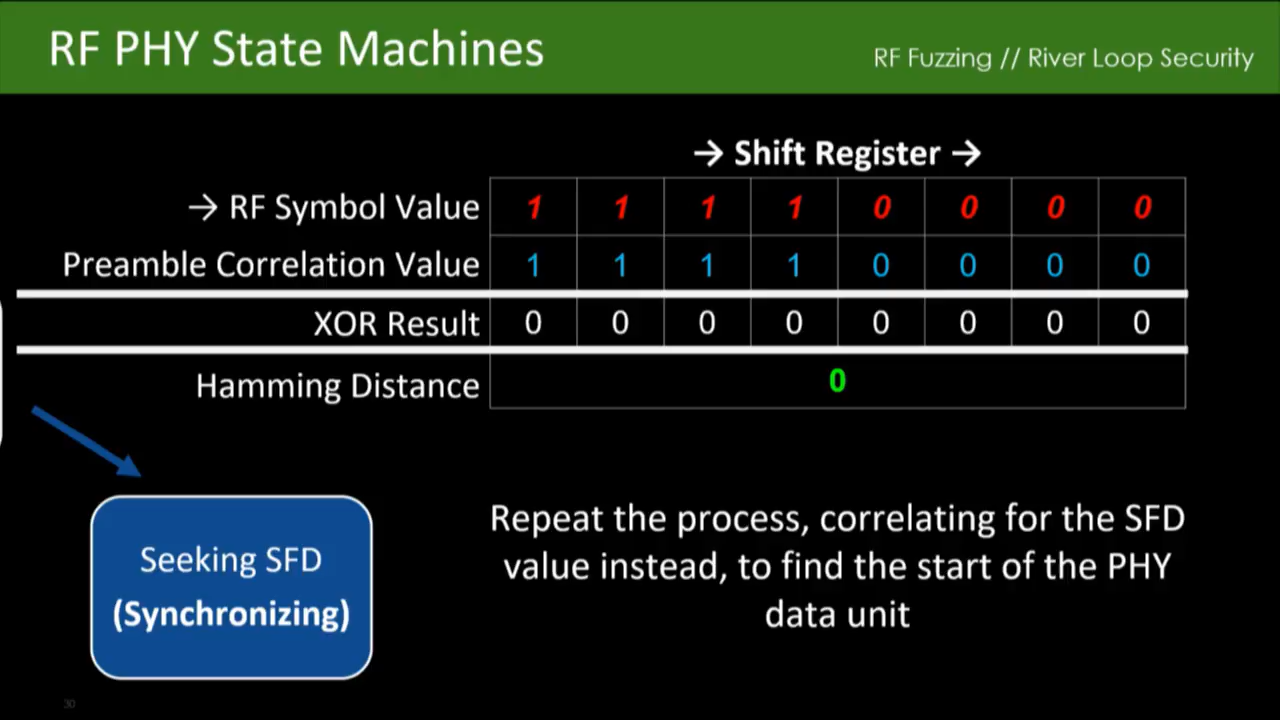 RF PHY State Machines
RF Fuzzing // River Loop Security
→ Shift Register →
→ RF Symbol Value 1 1 1 1 0 0 0 0
Preamble Correlation Value 1 1 1 1 0 0 0 0
XOR Result 0 0 0 0 0 0 0 0
Hamming Distance 0
Seeking SFD
(Synchronizing)
Repeat the process, correlating for the SFD
value instead, to find the start of the PHY
data unit
30